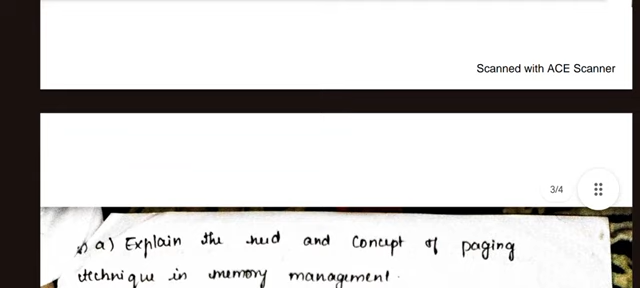 Scanned with ACE Scanner
3/4
a) Explain the need and concept of paging
technique in memory management.